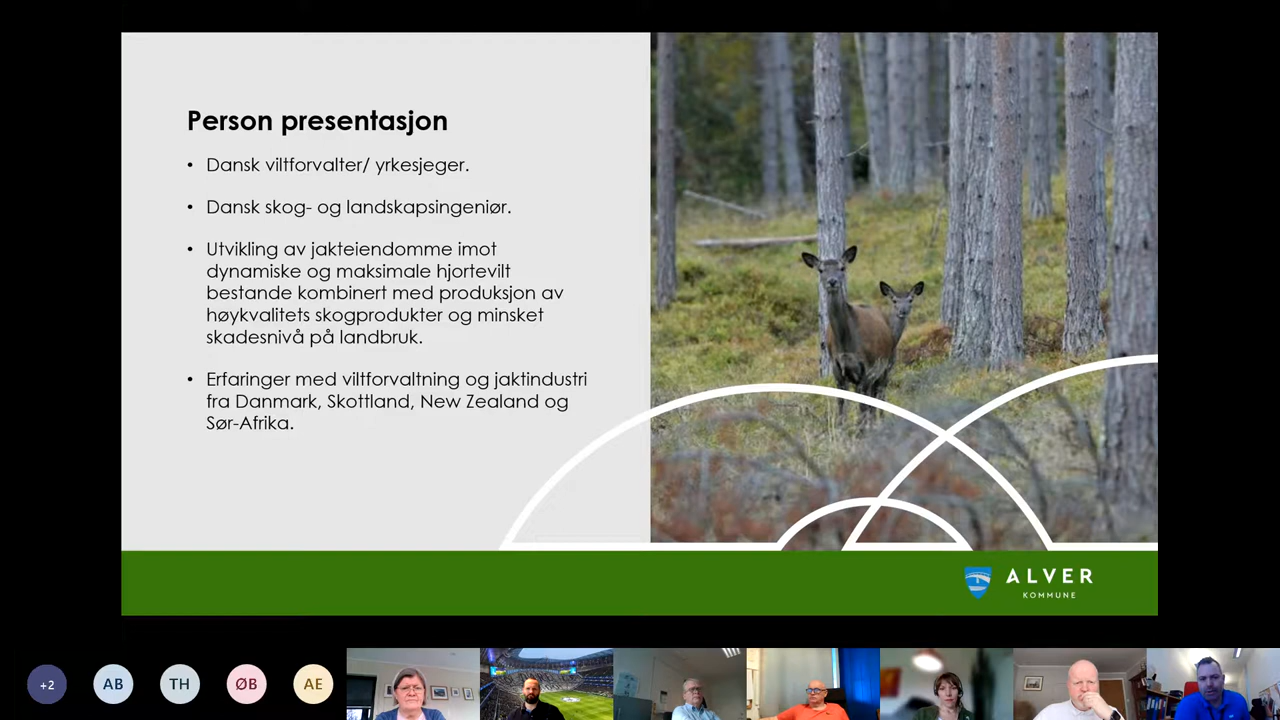 Person presentasjon
• Dansk viltforvalter/ yrkesjeger.
• Dansk skog- og landskapsingeniør.
• Utvikling av jakteiendomme imot
dynamiske og maksimale hjortevilt
bestande kombinert med produksjon av
høykvalitets skogprodukter og minsket
skadesnivå på landbruk.
• Erfaringer med viltforvaltning og jaktindustri
fra Danmark, Skottland, New Zealand og
Sør-Afrika.
ALVER
KOMMUNE
+2 AB TH ØB AE